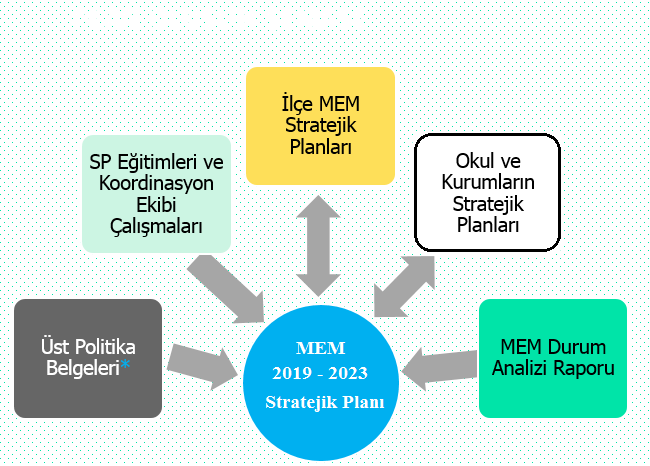 İlçe MEM
Stratejik
Planları
SP Eğitimleri ve
Koordinasyon
Ekibi
Çalışmaları
Okul ve
Kurumların
Stratejik
Planları
Üst Politika
Belgeleri*
MEM
2019 - 2023
Stratejik Planı
MEM Durum
Analizi Raporu